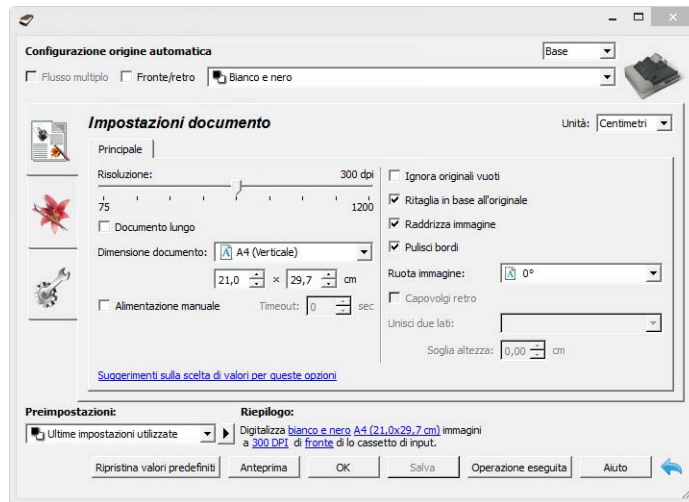 Configurazione origine automatica
Base
Flusso multiplo Fronte/retro Bianco e nero
Impostazioni documento
Unità: Centimetri
Principale
Risoluzione: 300 dpi
75 1200
Documento lungo
Dimensione documento: A4 (Verticale)
21,0 × 29,7 cm
Alimentazione manuale Timeout: 0 sec
Suggerimenti sulla scelta di valori per queste opzioni
Ignora originali vuoti
Ritaglia in base all'originale
Raddrizza immagine
Pulisci bordi
Ruota immagine: 0°
Capovolgi retro
Unisci due lati:
Soglia altezza: 0,00 cm
Preimpostazioni:
Ultime impostazioni utilizzate
Riepilogo:
Digitalizza bianco e nero A4 (21,0x29,7 cm) immagini
a 300 DPI di fronte di lo cassetto di input.
Ripristina valori predefiniti Anteprima OK Salva Operazione eseguita Aiuto